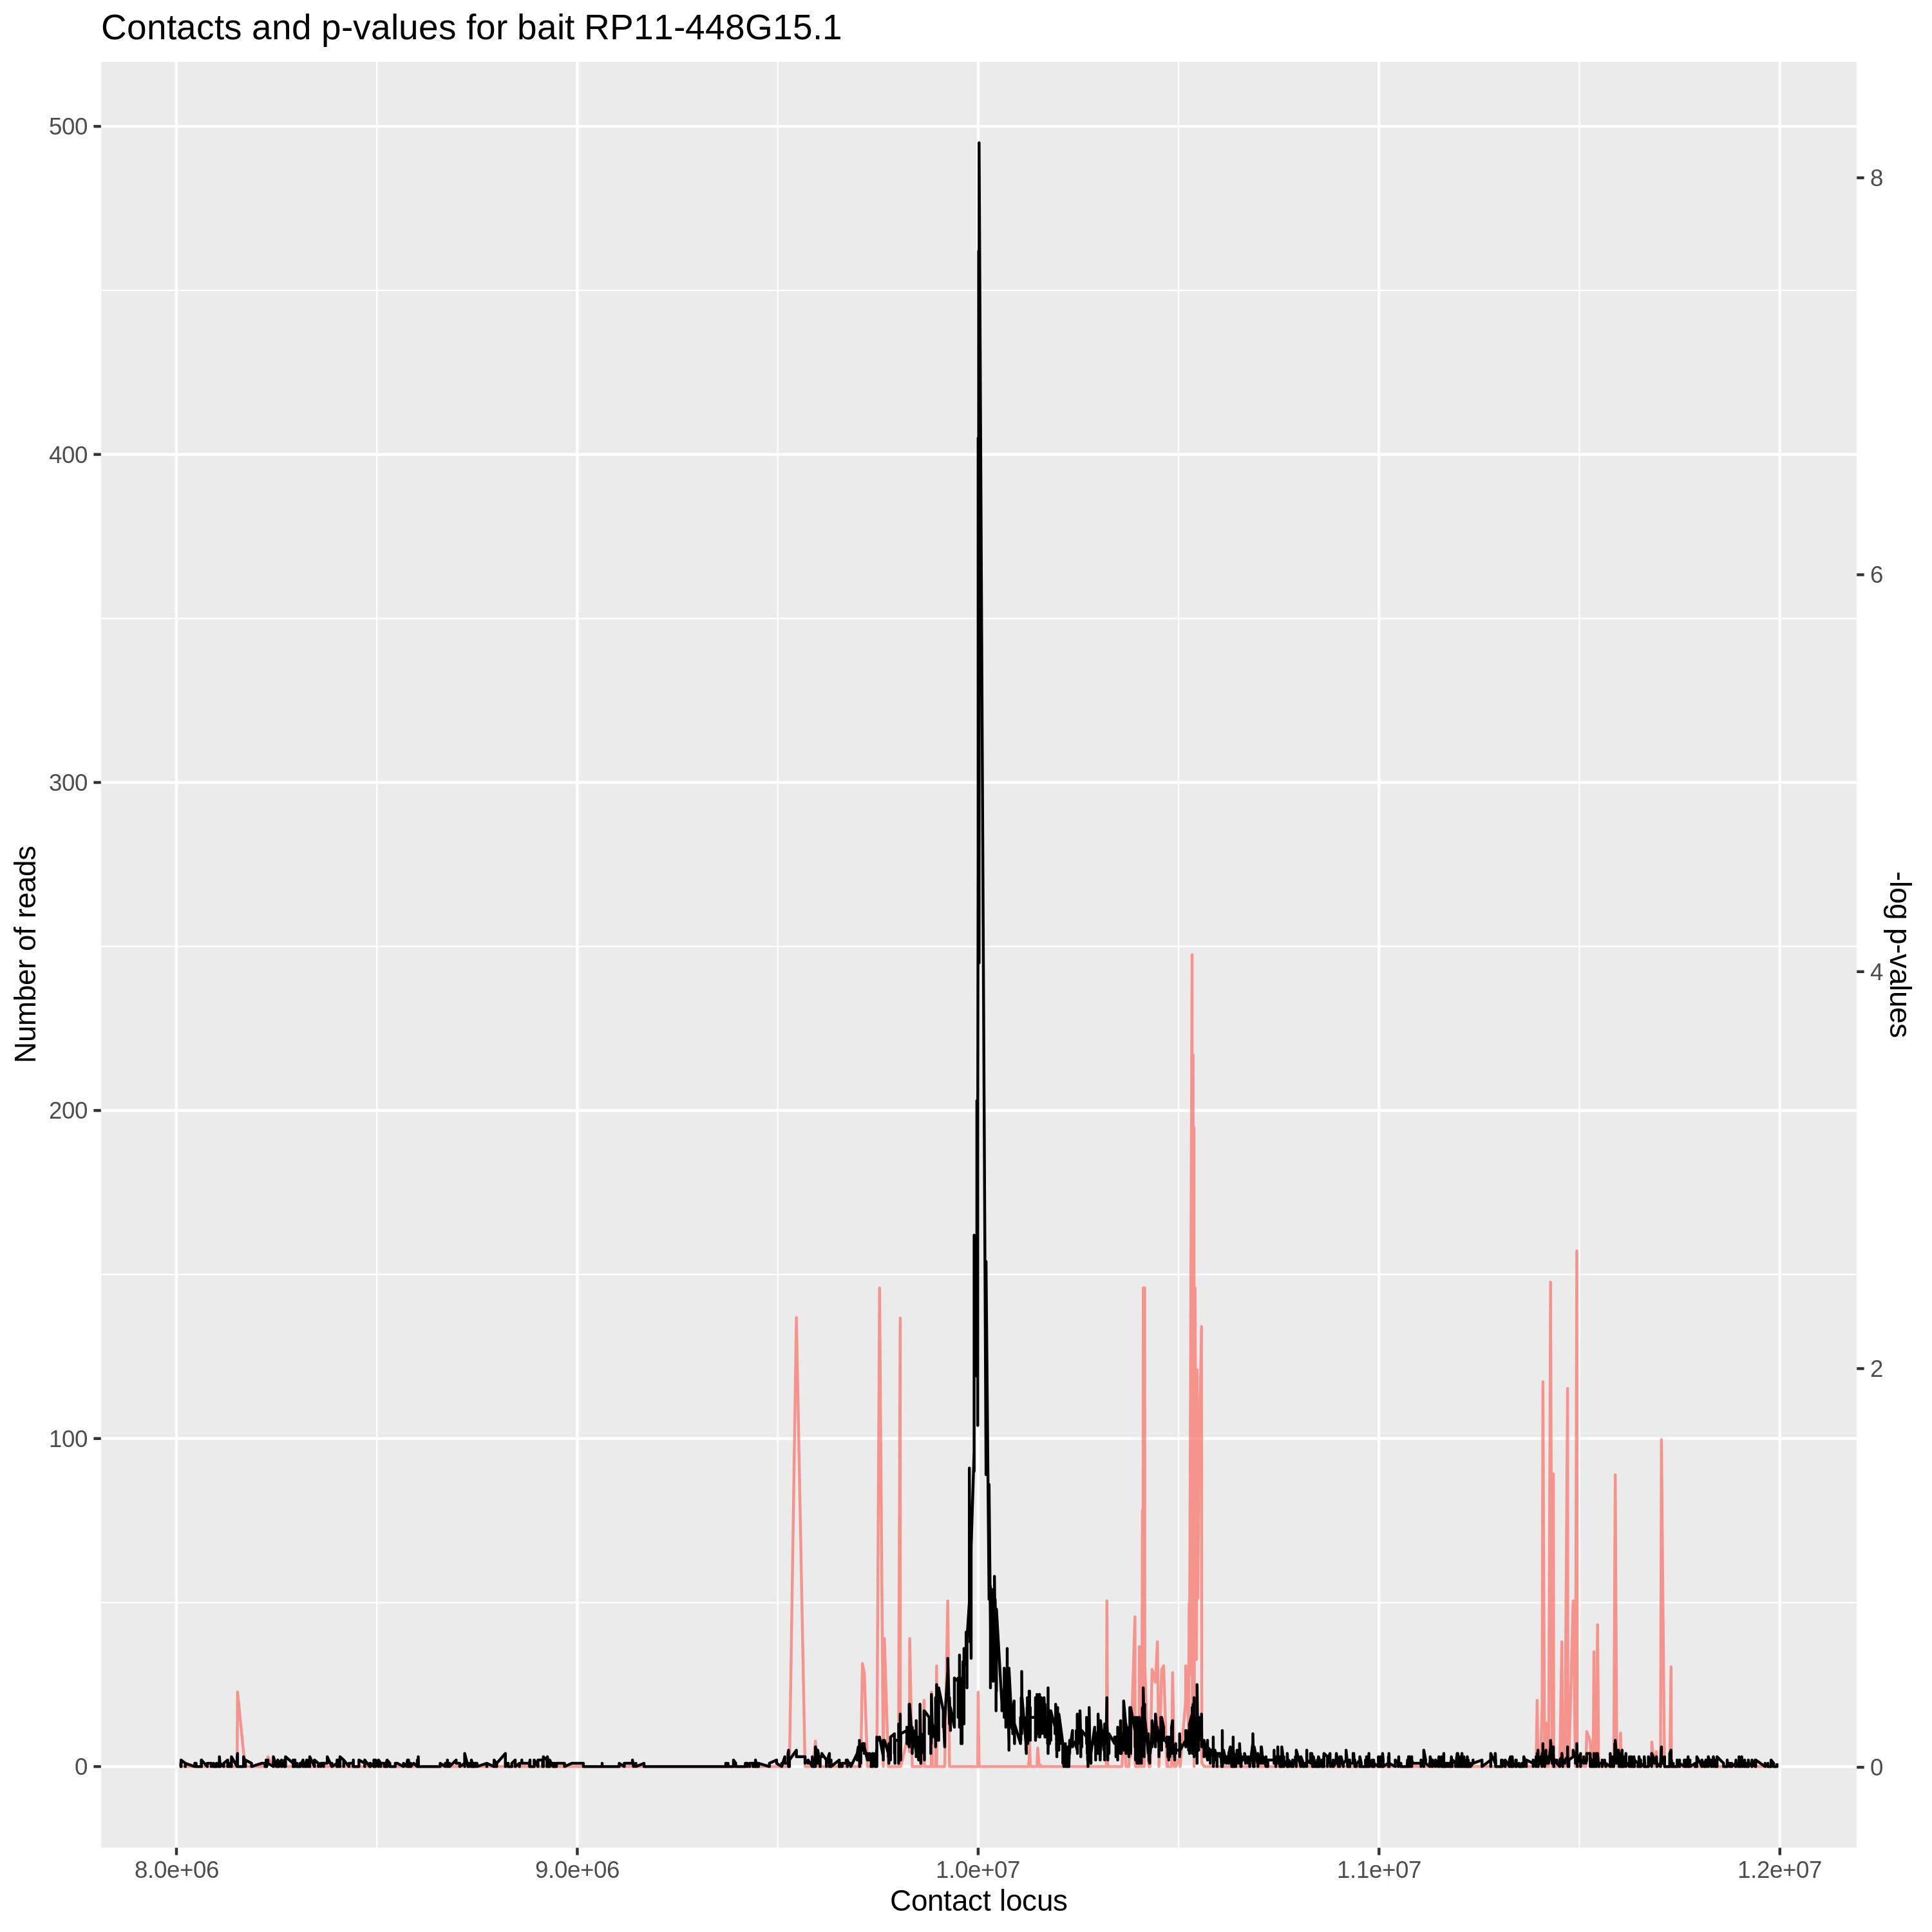 Contacts and p-values for bait RP11-448G15.1
500
400
300
200
100
0
Number of reads
8
6
4
2
0
-log p-values
8.0e+06
9.0e+06
1.0e+07
1.1e+07
1.2e+07
Contact locus